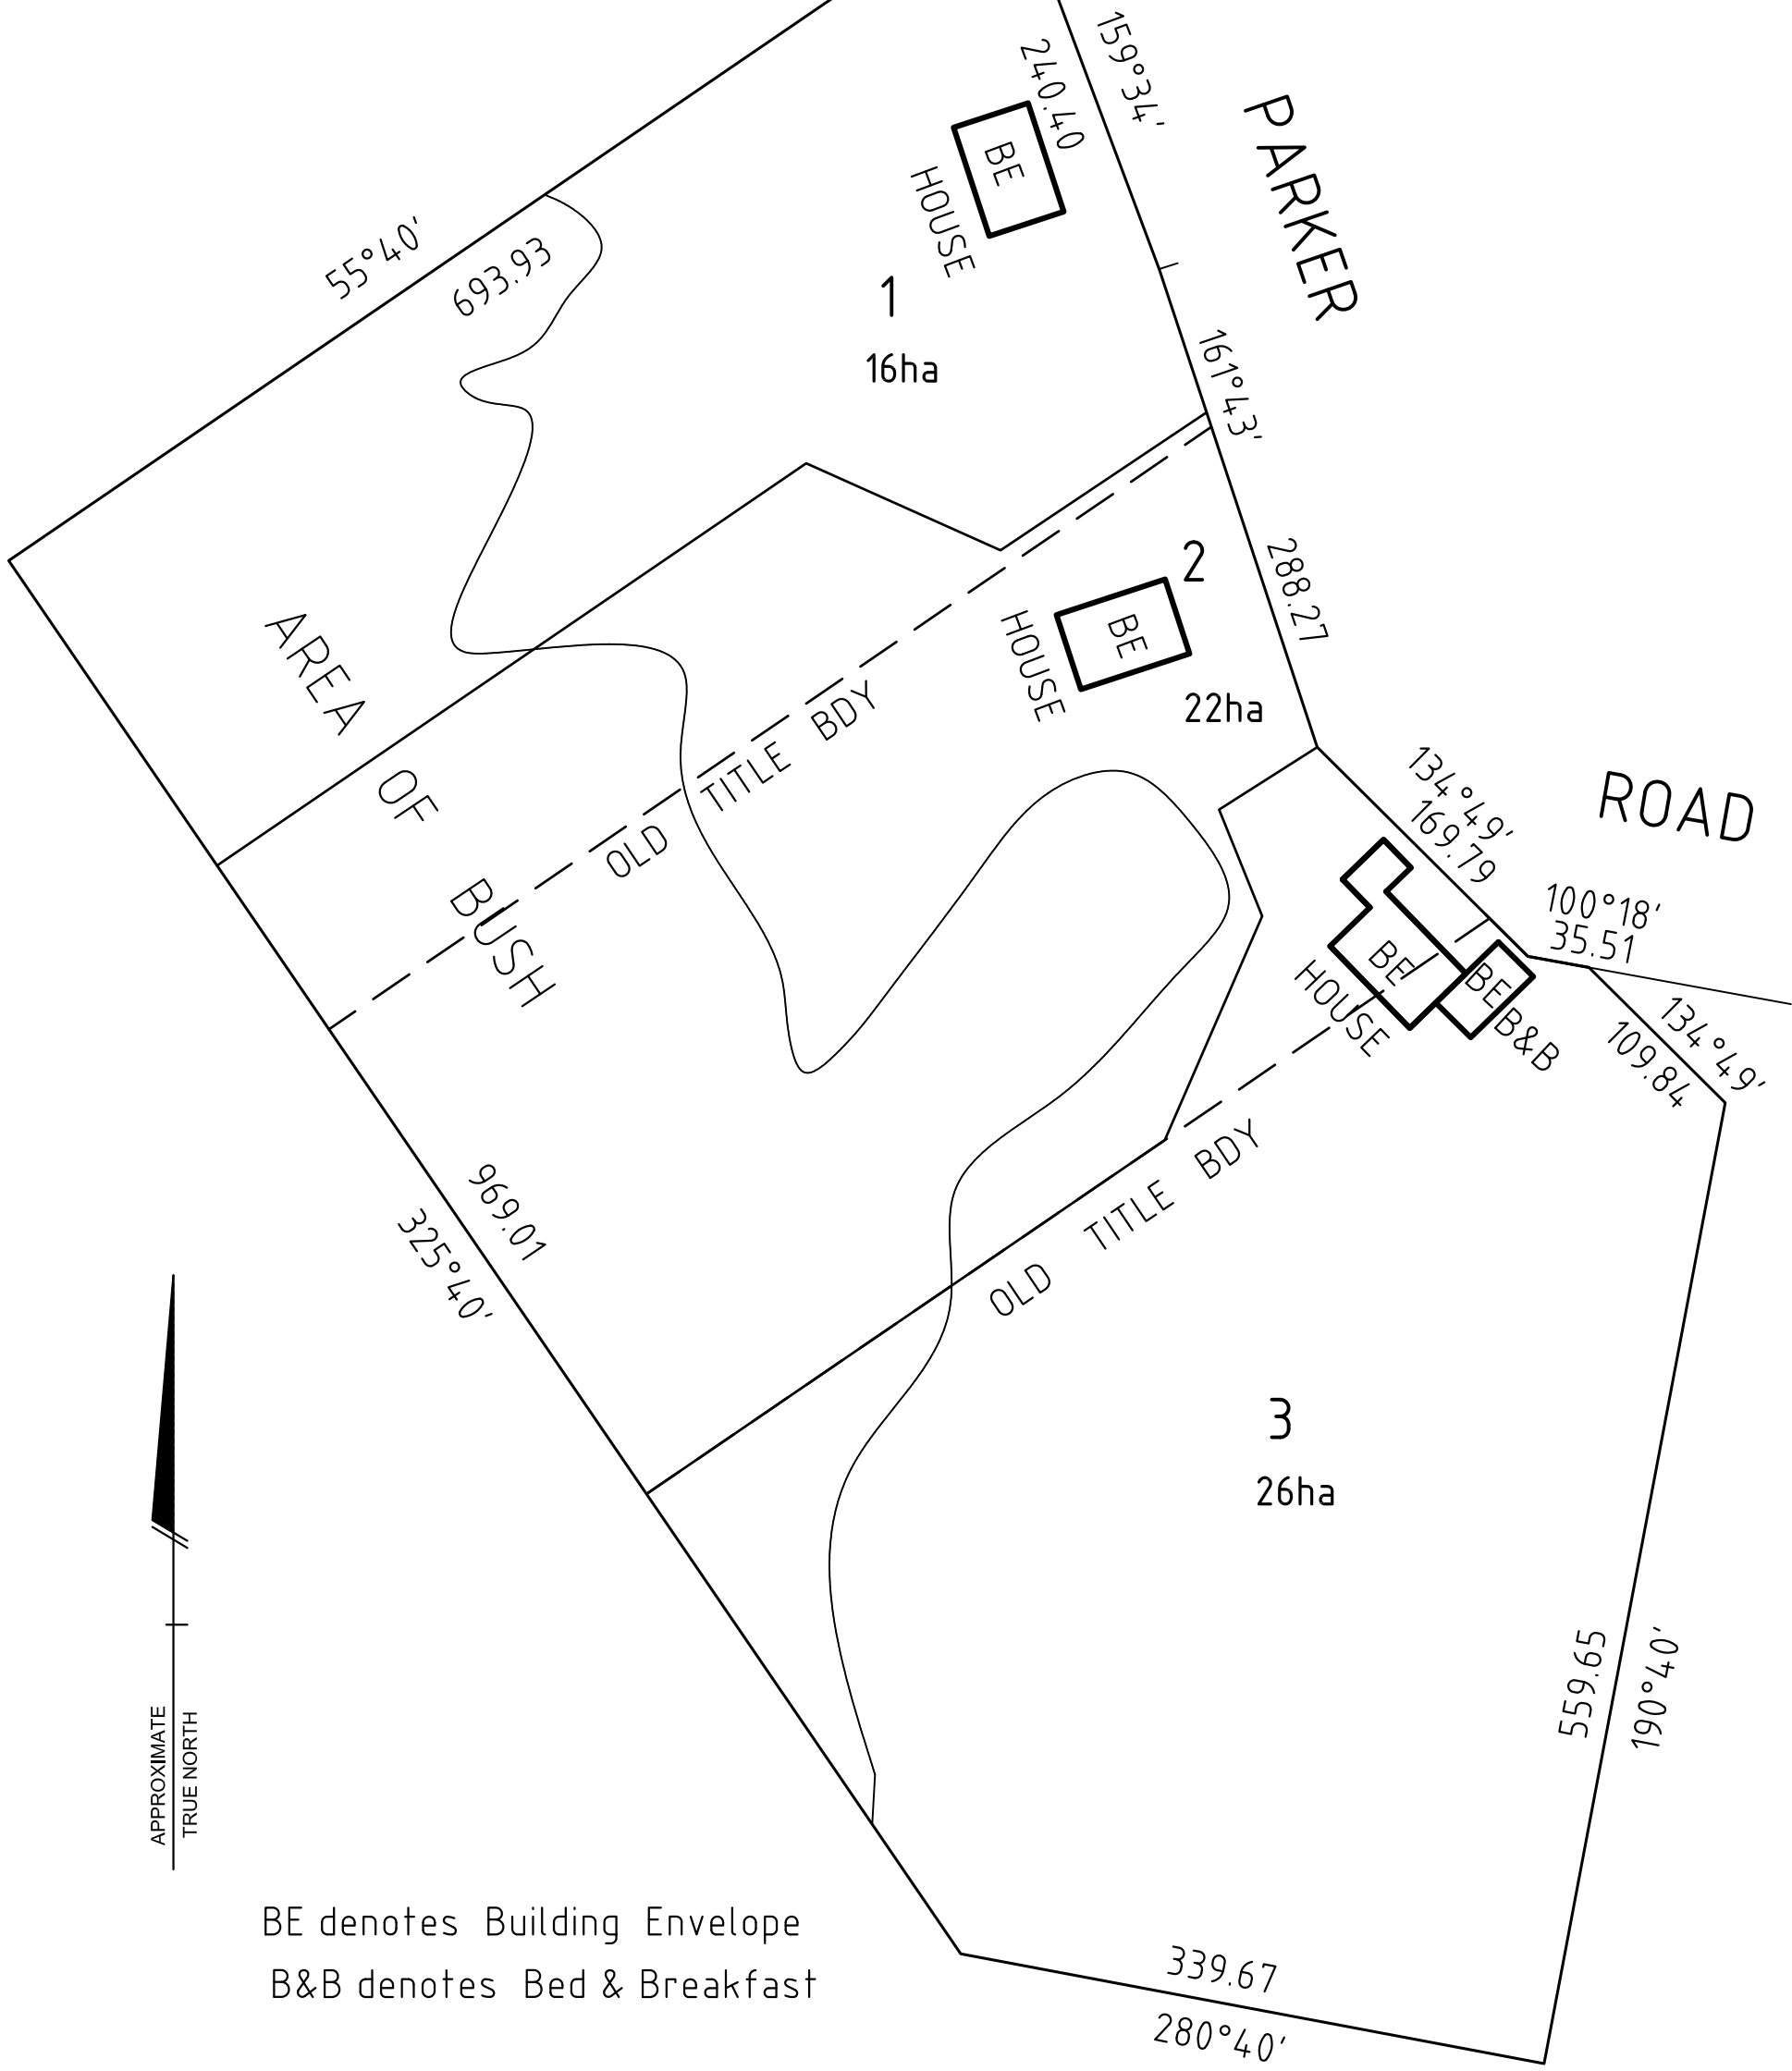 159°34'
240.40
PARKER
BE
HOUSE
55°40'
693.93
1
16ha
161°43'
2
288.27
BE
HOUSE
22ha
AREA
OF
BUSH
OLD TITLE BDY
134°49'
169.79
ROAD
100°18'
35.51
BE
HOUSE
BE
B&B
134°49'
109.84
OLD TITLE BDY
969.01
325°40'
3
26ha
559.65
190°40'
APPROXIMATE
TRUE NORTH
BE denotes Building Envelope
B&B denotes Bed & Breakfast
339.67
280°40'